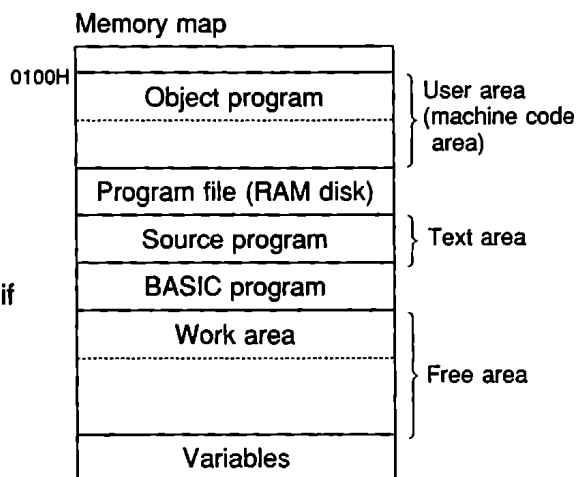 Memory map
0100H
Object program
User area
(machine code
area)
Program file (RAM disk)
Source program
Text area
if
BASIC program
Work area
Free area
Variables